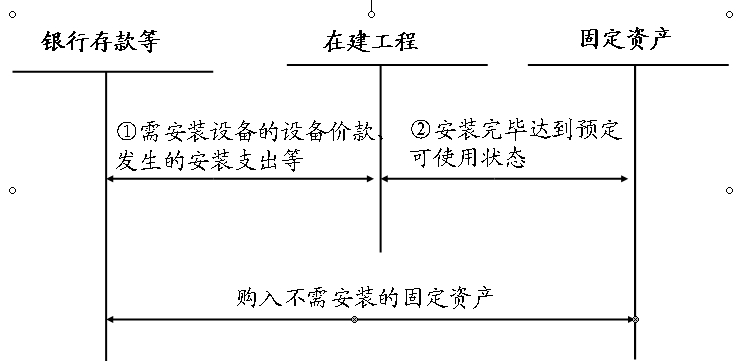 银行存款等
在建工程
固定资产
①需安装设备的设备价款、
发生的安装支出等
②安装完毕达到预定
可使用状态
购入不需安装的固定资产